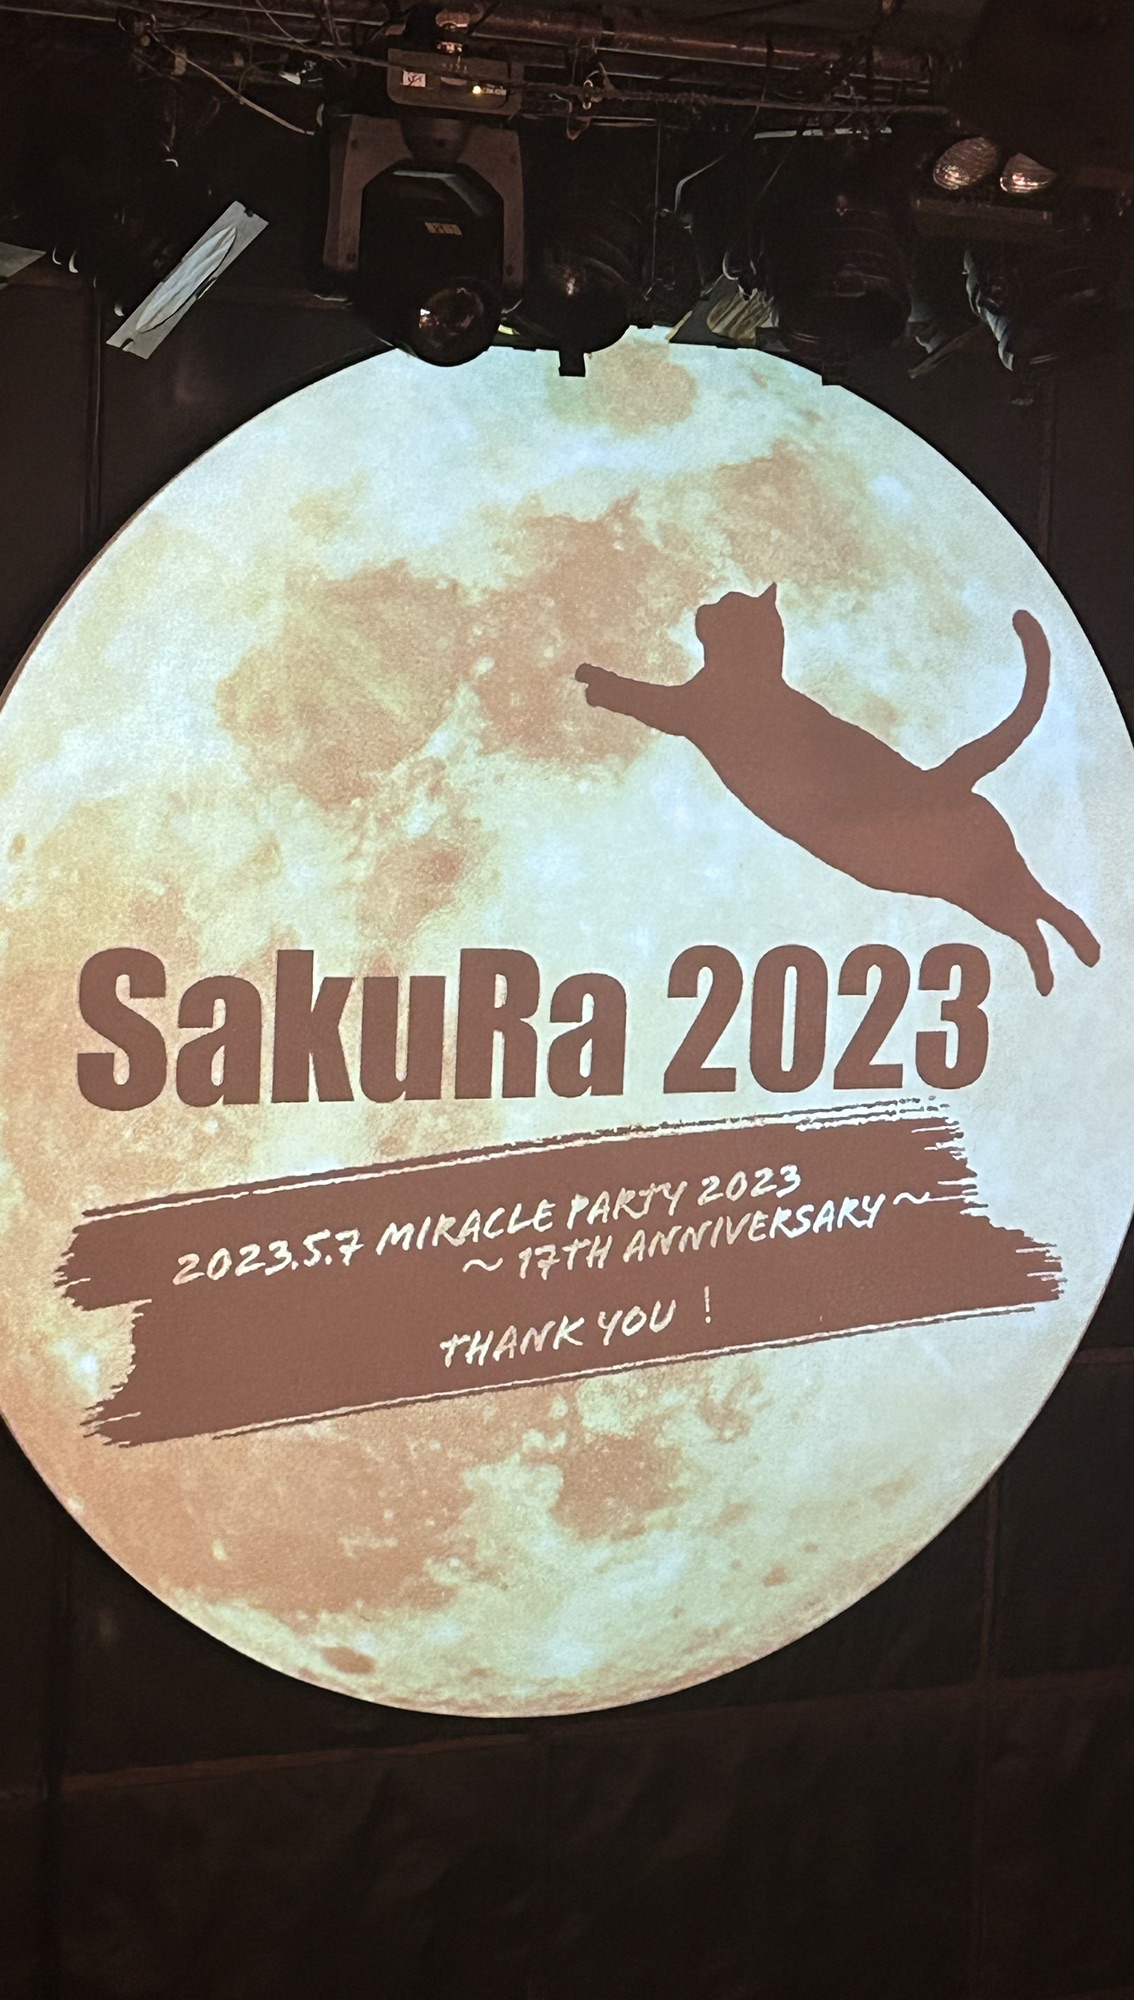 SakuRa 2023
2023.5.7 MIRACLE PARTY 2023
～17TH ANNIVERSARY～
THANK YOU！